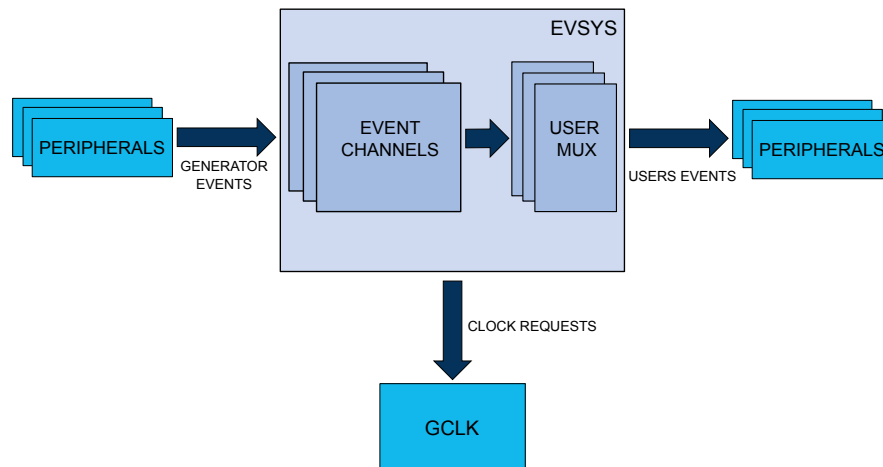 EVSYS
PERIPHERALS
GENERATOR
EVENTS
EVENT
CHANNELS
USER
MUX
USERS EVENTS
PERIPHERALS
CLOCK REQUESTS
GCLK